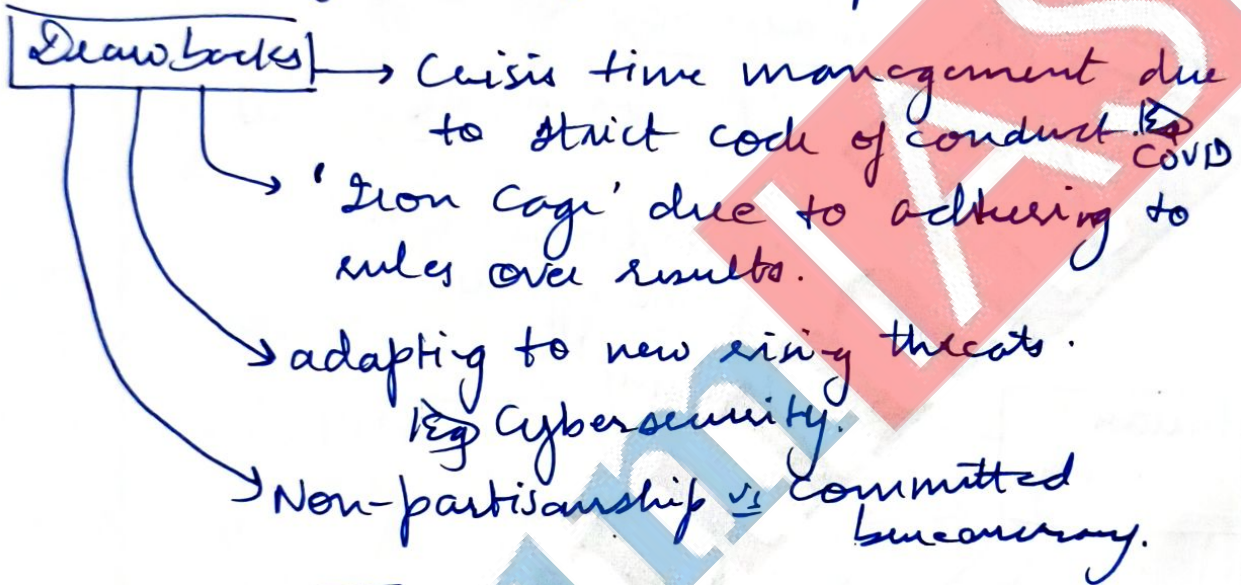 Drawbacks → Crisis time management due
to strict code of conduct. Eg COVID
'Iron Cage' due to adhering to
rules over results.
adapting to new rising threats.
Eg Cybersecurity.
Non-partisanship vs Committed
bureaucracy.